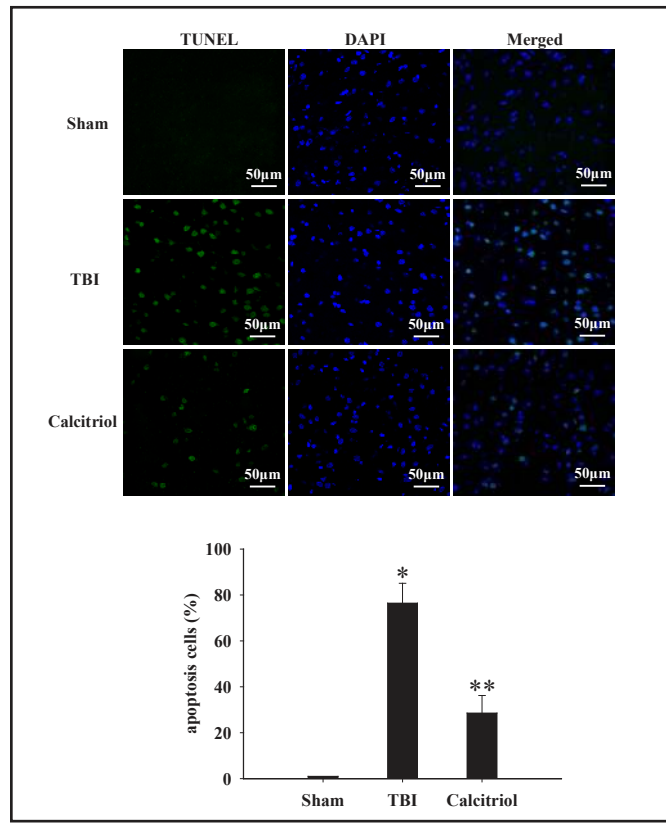 TUNEL DAPI Merged
Sham
50μm 50μm 50μm
TBI
50μm 50μm 50μm
Calcitriol
50μm 50μm 50μm
apoptosis cells (%)
100
80
60
40
20
0
*
**
Sham TBI Calcitriol